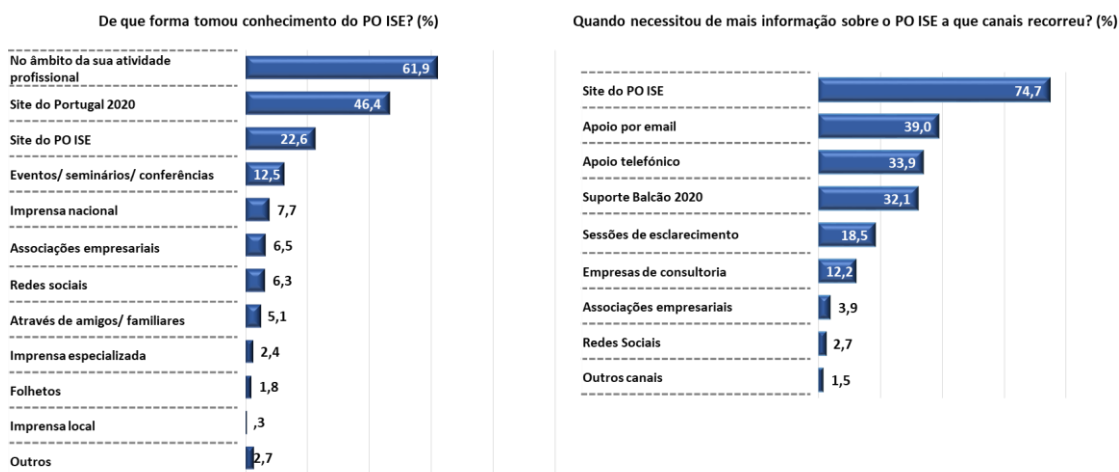 De que forma tomou conhecimento do PO ISE? (%)
No âmbito da sua atividade
profissional
61,9
Site do Portugal 2020
46,4
Site do PO ISE
22,6
Eventos/ seminários/ conferências
12,5
Imprensa nacional
7,7
Associações empresariais
6,5
Redes sociais
6,3
Através de amigos/ familiares
5,1
Imprensa especializada
2,4
Folhetos
1,8
Imprensa local
,3
Outros
2,7
Quando necessitou de mais informação sobre o PO ISE a que canais recorreu? (%)
Site do PO ISE
74,7
Apoio por email
39,0
Apoio telefónico
33,9
Suporte Balcão 2020
32,1
Sessões de esclarecimento
18,5
Empresas de consultoria
12,2
Associações empresariais
3,9
Redes Sociais
2,7
Outros canais
1,5